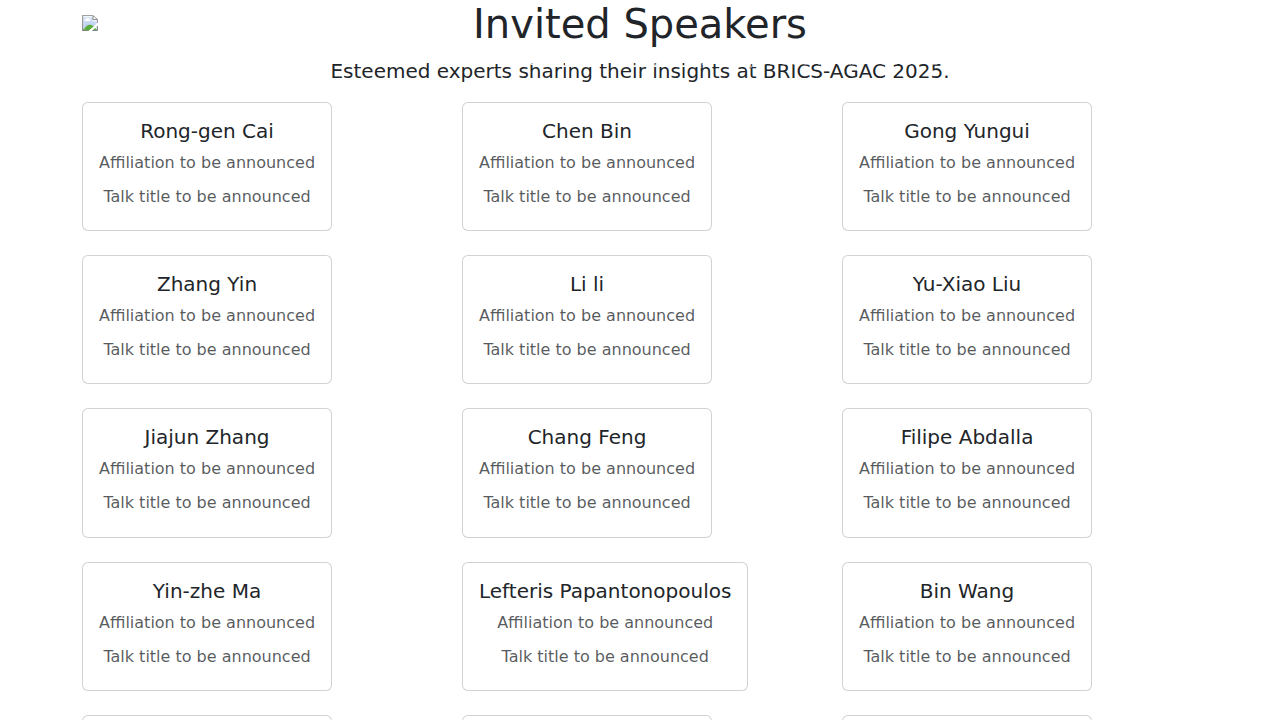 Invited Speakers
Esteemed experts sharing their insights at BRICS-AGAC 2025.
Rong-gen Cai
Affiliation to be announced
Talk title to be announced
Chen Bin
Affiliation to be announced
Talk title to be announced
Gong Yungui
Affiliation to be announced
Talk title to be announced
Zhang Yin
Affiliation to be announced
Talk title to be announced
Li li
Affiliation to be announced
Talk title to be announced
Yu-Xiao Liu
Affiliation to be announced
Talk title to be announced
Jiajun Zhang
Affiliation to be announced
Talk title to be announced
Chang Feng
Affiliation to be announced
Talk title to be announced
Filipe Abdalla
Affiliation to be announced
Talk title to be announced
Yin-zhe Ma
Affiliation to be announced
Talk title to be announced
Lefteris Papantonopoulos
Affiliation to be announced
Talk title to be announced
Bin Wang
Affiliation to be announced
Talk title to be announced